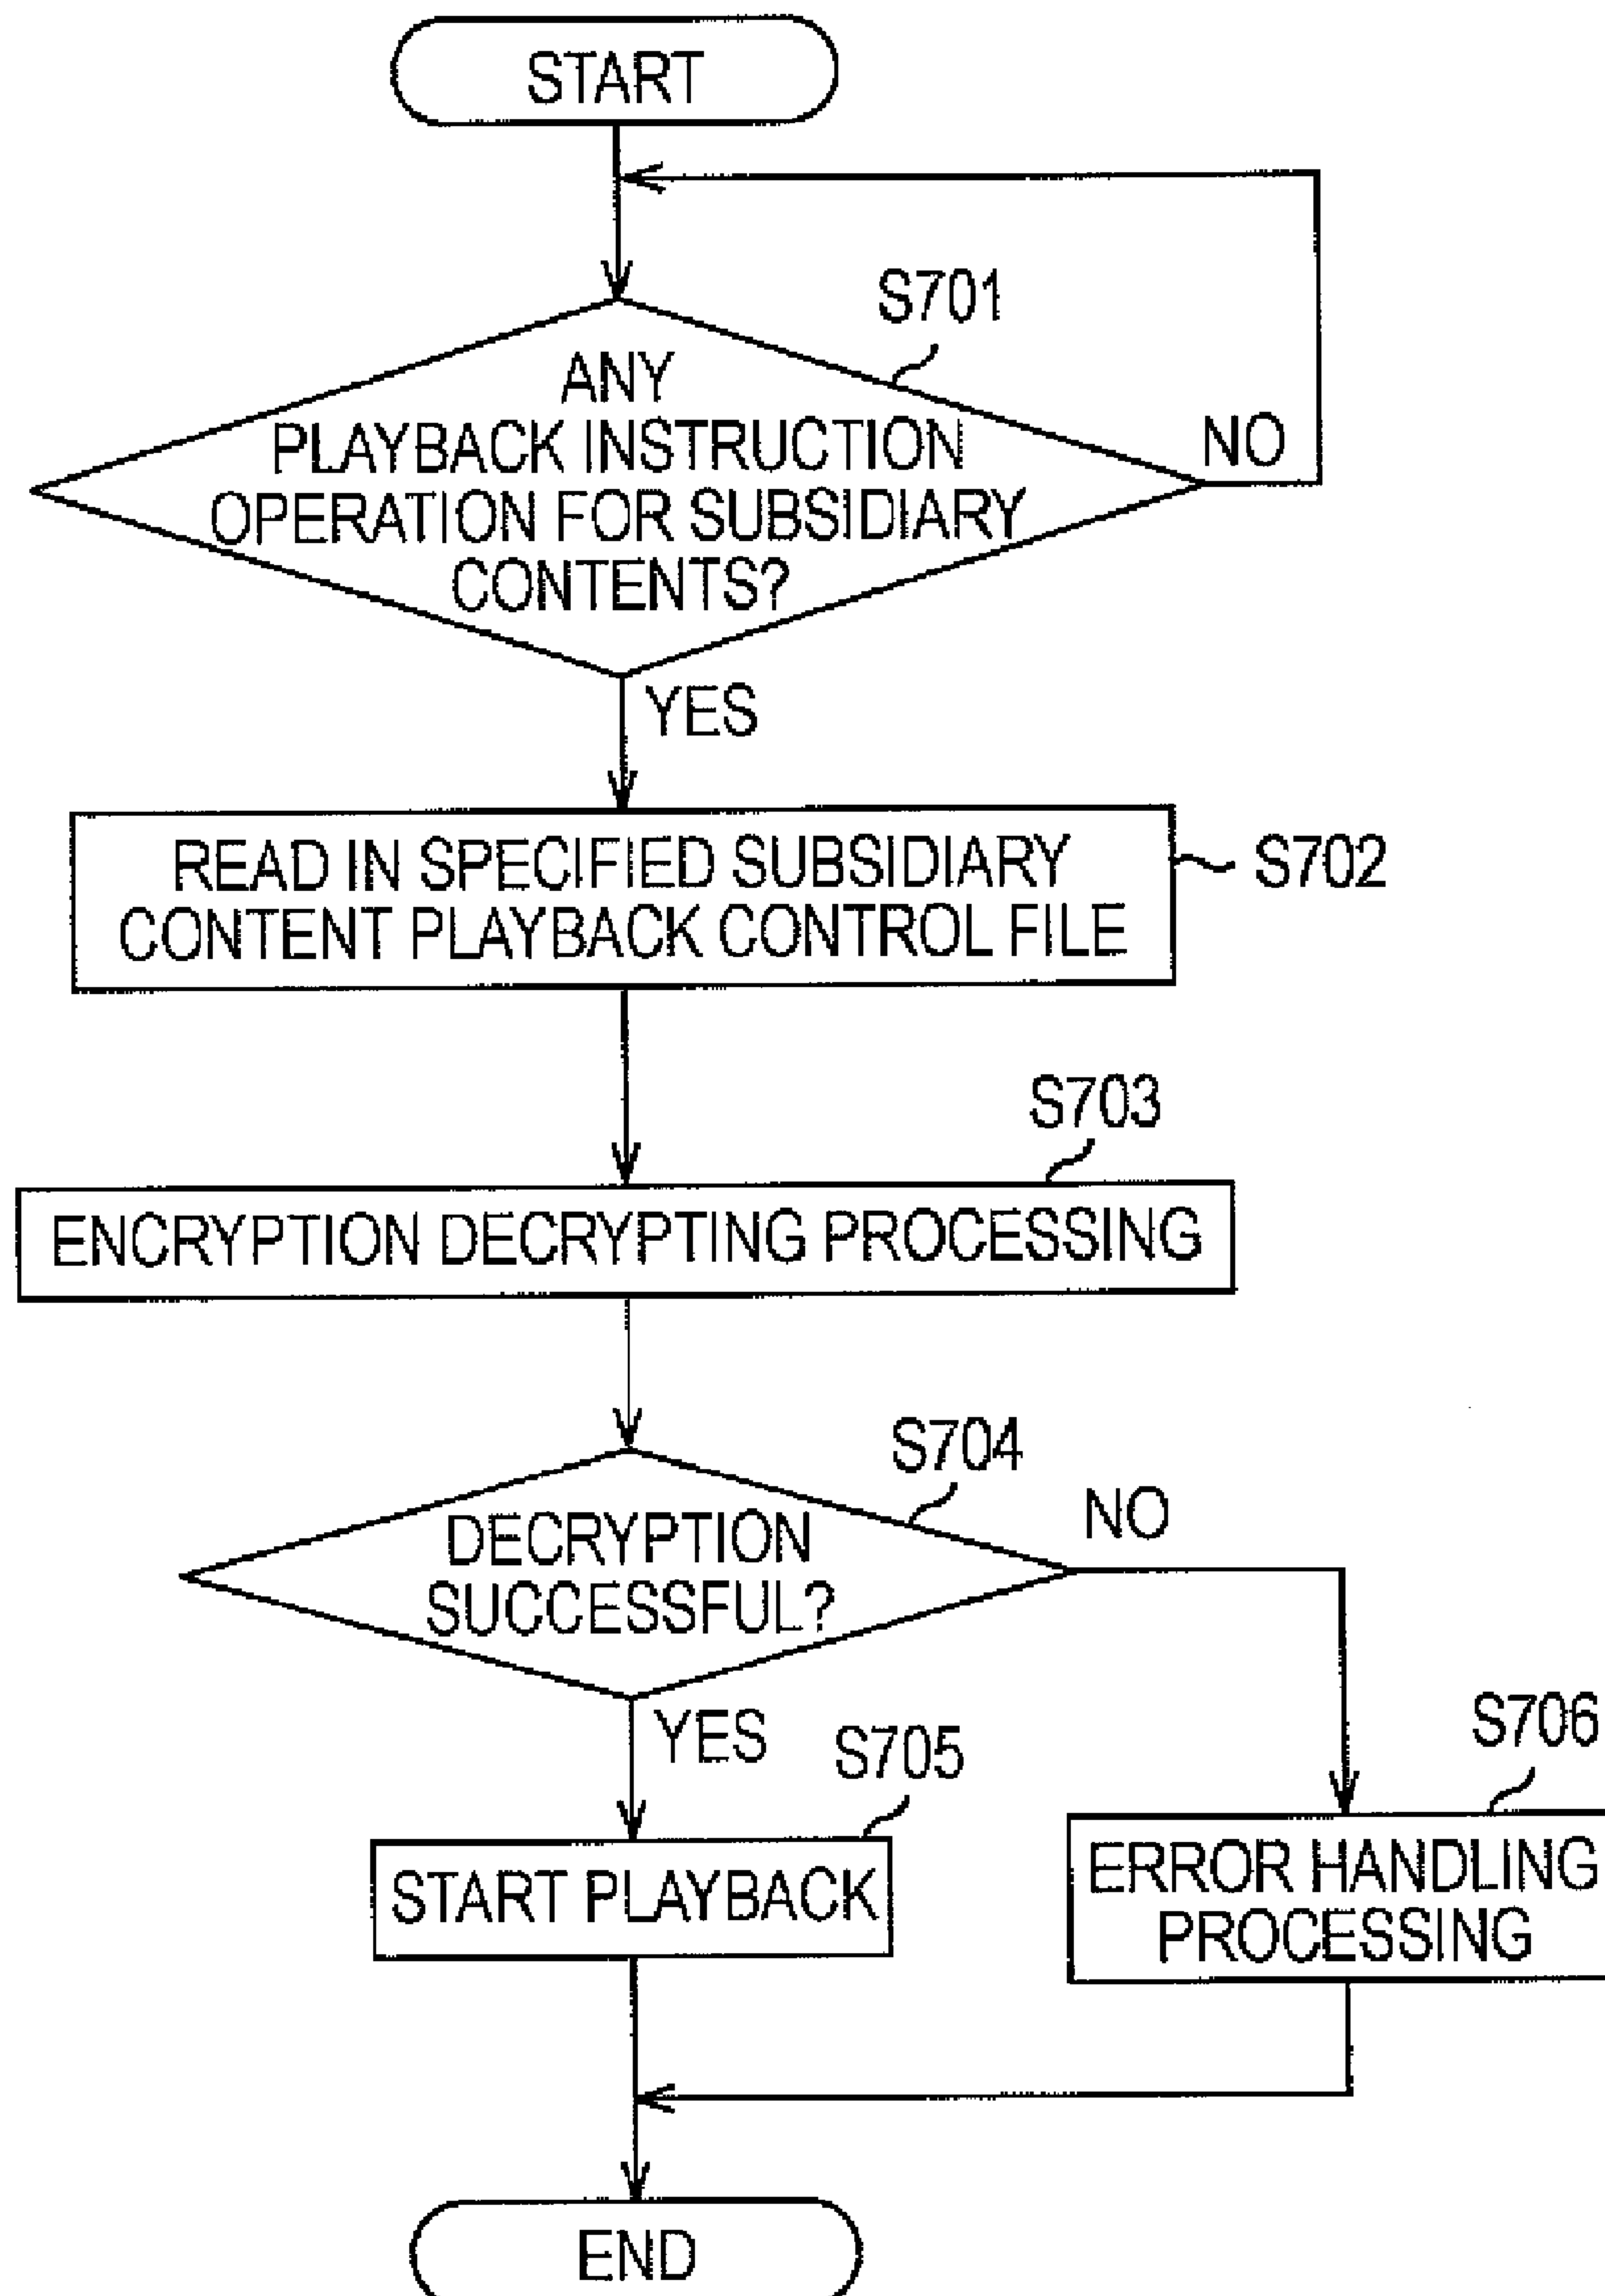 START
S701
ANY
PLAYBACK INSTRUCTION
OPERATION FOR SUBSIDIARY
CONTENTS?
NO
YES
READ IN SPECIFIED SUBSIDIARY
CONTENT PLAYBACK CONTROL FILE
S702
S703
ENCRYPTION DECRYPTING PROCESSING
S704
DECRYPTION
SUCCESSFUL?
NO
YES
S705
S706
START PLAYBACK
ERROR HANDLING
PROCESSING
END